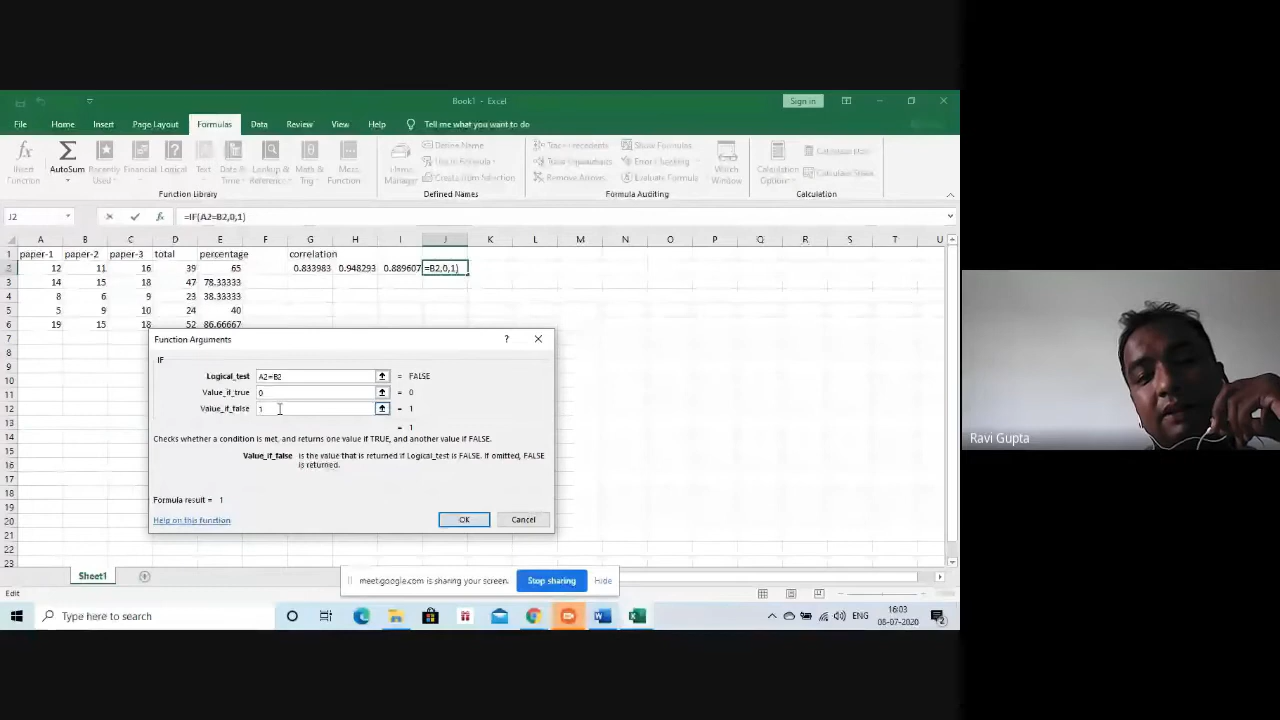 Book1 - Excel
Sign in
File Home Insert Page Layout Formulas Data Review View Help Tell me what you want to do
fx Insert Function
Σ AutoSum
Recently Used
Financial
Logical
Text
Date & Time
Lookup & Reference
Math & Trig
More Function
Function Library
Name Manager
Define Name
Use in Formula
Create from Selection
Defined Names
Trace Precedents
Trace Dependents
Remove Arrows
Show Formulas
Error Checking
Evaluate Formula
Formula Auditing
Watch Window
Calculation Options
Calculate Now
Calculate Sheet
Calculation
J2 fx =IF(A2=B2,0,1)
A B C D E F G H I J K L M N O P Q R S T U
1 paper-1 paper-2 paper-3 total percentage correlation
2 12 11 16 39 65 0.833983 0.948293 0.889607 =B2,0,1)
3 14 15 18 47 78.33333
4 8 6 9 23 38.33333
5 5 9 10 24 40
6 19 15 18 52 86.66667
7
8
9
10
11
12
13
14
15
16
17
18
19
20
21
22
23
Function Arguments ?
IF
Logical_test A2=B2 = FALSE
Value_if_true 0 = 0
Value_if_false 1 = 1
= 1
Checks whether a condition is met, and returns one value if TRUE, and another value if FALSE.
Value_if_false is the value that is returned if Logical_test is FALSE. If omitted, FALSE
is returned.
Formula result = 1
Help on this function
OK Cancel
Sheet1
meet.google.com is sharing your screen. Stop sharing Hide
Edit
Type here to search
ENG
16:03
08-07-2020
2
Ravi Gupta